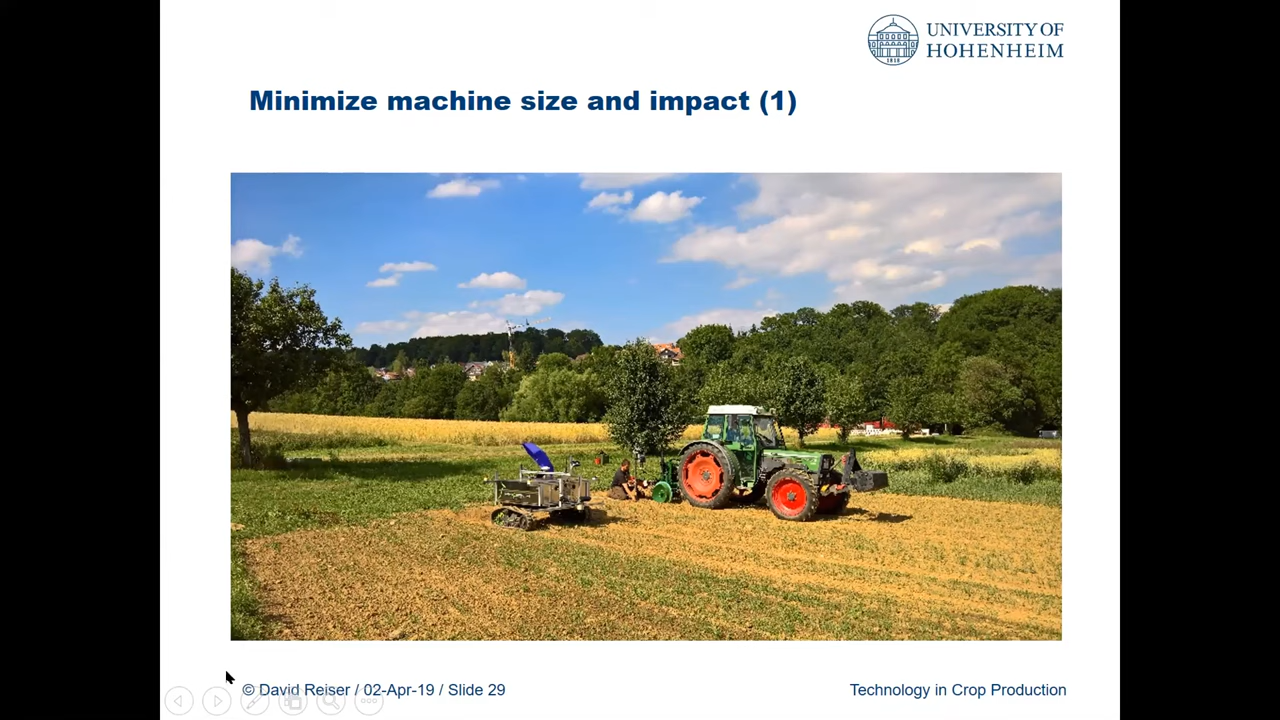 UNIVERSITY OF
HOHENHEIM
1818
Minimize machine size and impact (1)
© David Reiser / 02-Apr-19 / Slide 29
Technology in Crop Production